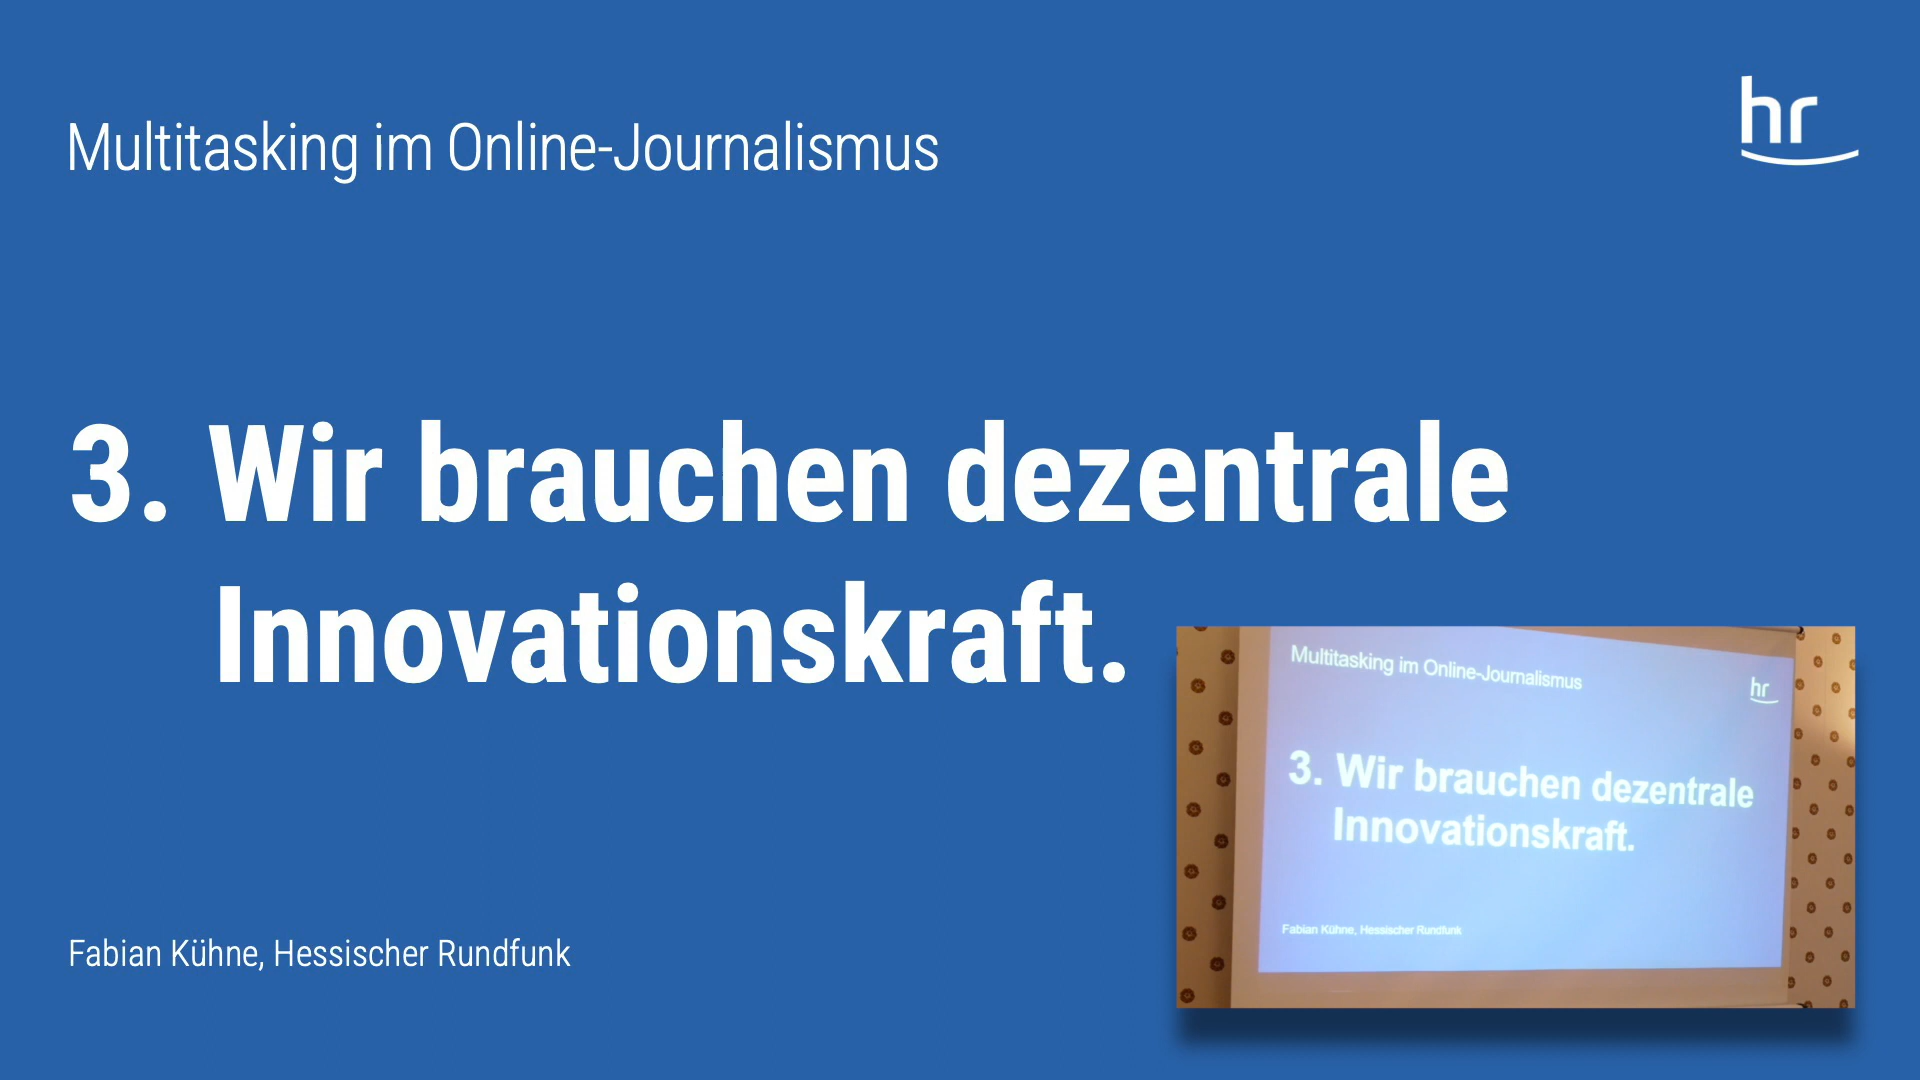 Multitasking im Online-Journalismus
hr
3. Wir brauchen dezentrale
Innovationskraft.
Fabian Kühne, Hessischer Rundfunk
Multitasking im Online-Journalismus
hr
3. Wir brauchen dezentrale
Innovationskraft.
Fabian Kühne, Hessischer Rundfunk